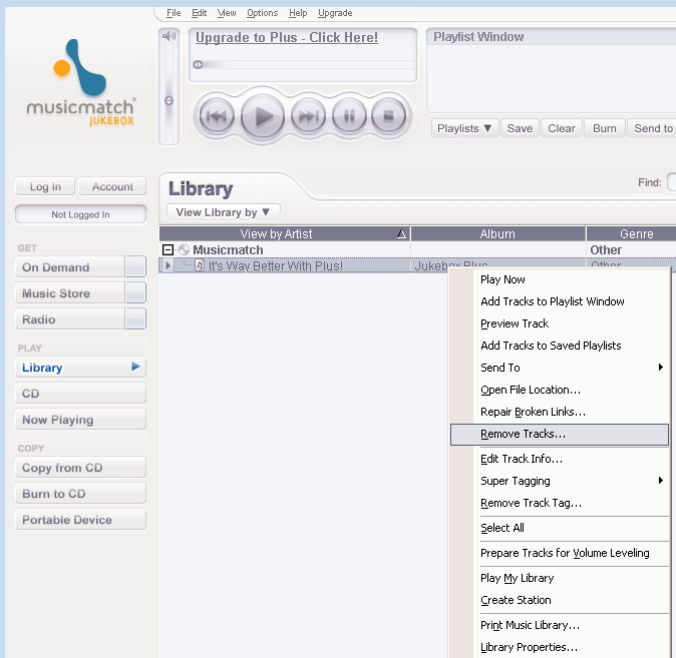 File Edit View Options Help Upgrade
Upgrade to Plus - Click Here!
Playlist Window
musicmatch®
JUKEBOX
Playlists ▼ Save Clear Burn Send to
Log in Account
Not Logged In
Library
Find:
View Library by ▼
View by Artist Album Genre
Musicmatch Other
It's Way Better With Plus! Jukebox Plus Other
GET
On Demand
Music Store
Radio
PLAY
Library
CD
Now Playing
COPY
Copy from CD
Burn to CD
Portable Device
Play Now
Add Tracks to Playlist Window
Preview Track
Add Tracks to Saved Playlists
Send To
Open File Location...
Repair Broken Links...
Remove Tracks...
Edit Track Info...
Super Tagging
Remove Track Tag...
Select All
Prepare Tracks for Volume Leveling
Play My Library
Create Station
Print Music Library...
Library Properties...